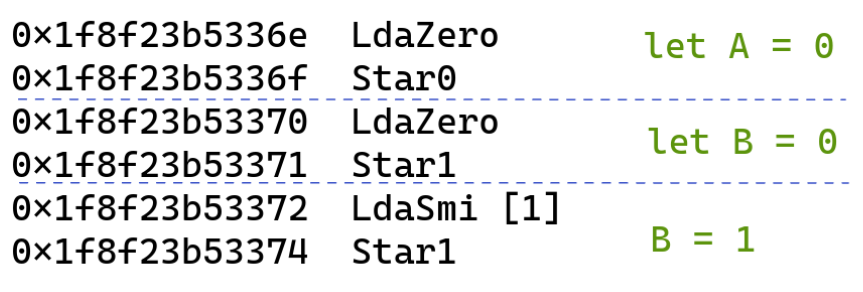 0x1f8f23b5336e LdaZero
let A = 0
0x1f8f23b5336f Star0
0x1f8f23b53370 LdaZero
let B = 0
0x1f8f23b53371 Star1
0x1f8f23b53372 LdaSmi [1]
B = 1
0x1f8f23b53374 Star1